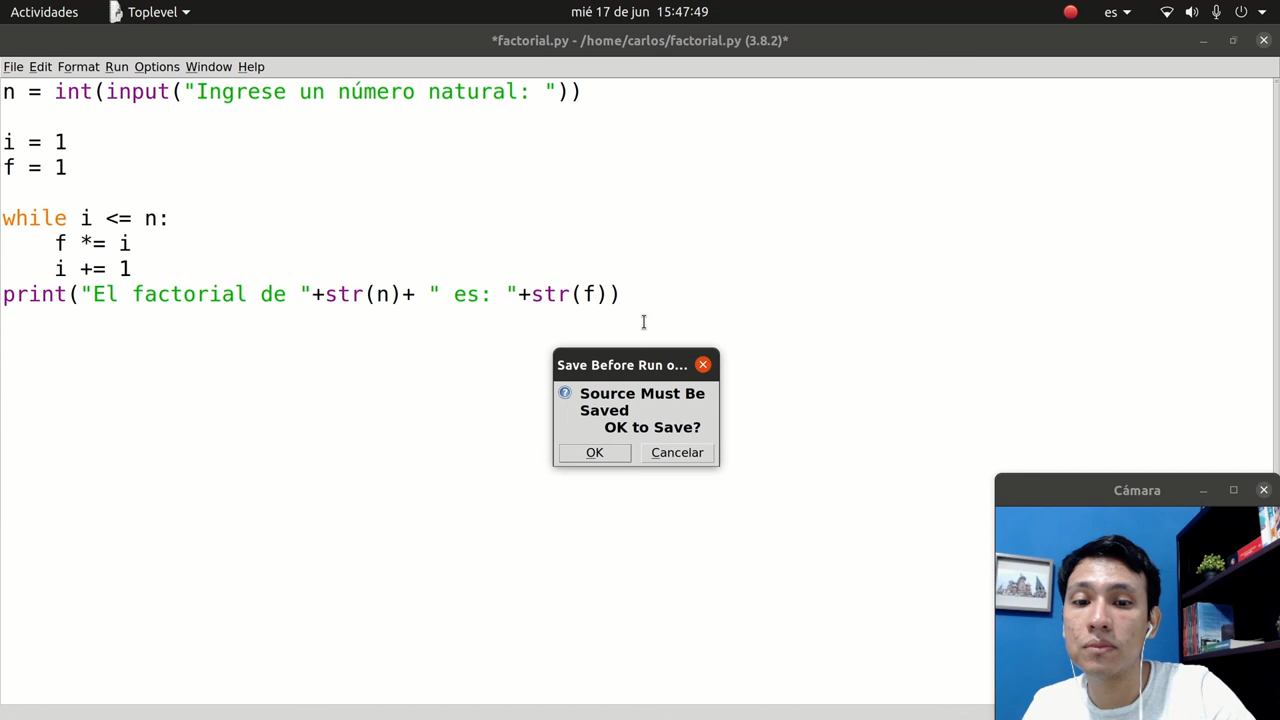 Actividades
Toplevel
mié 17 de jun 15:47:49
es
*factorial.py - /home/carlos/factorial.py (3.8.2)*
File Edit Format Run Options Window Help
n = int(input("Ingrese un número natural: "))
i = 1
f = 1
while i <= n:
    f *= i
    i += 1
print("El factorial de "+str(n)+ " es: "+str(f))
Save Before Run o...
Source Must Be
Saved
OK to Save?
OK
Cancelar
Cámara